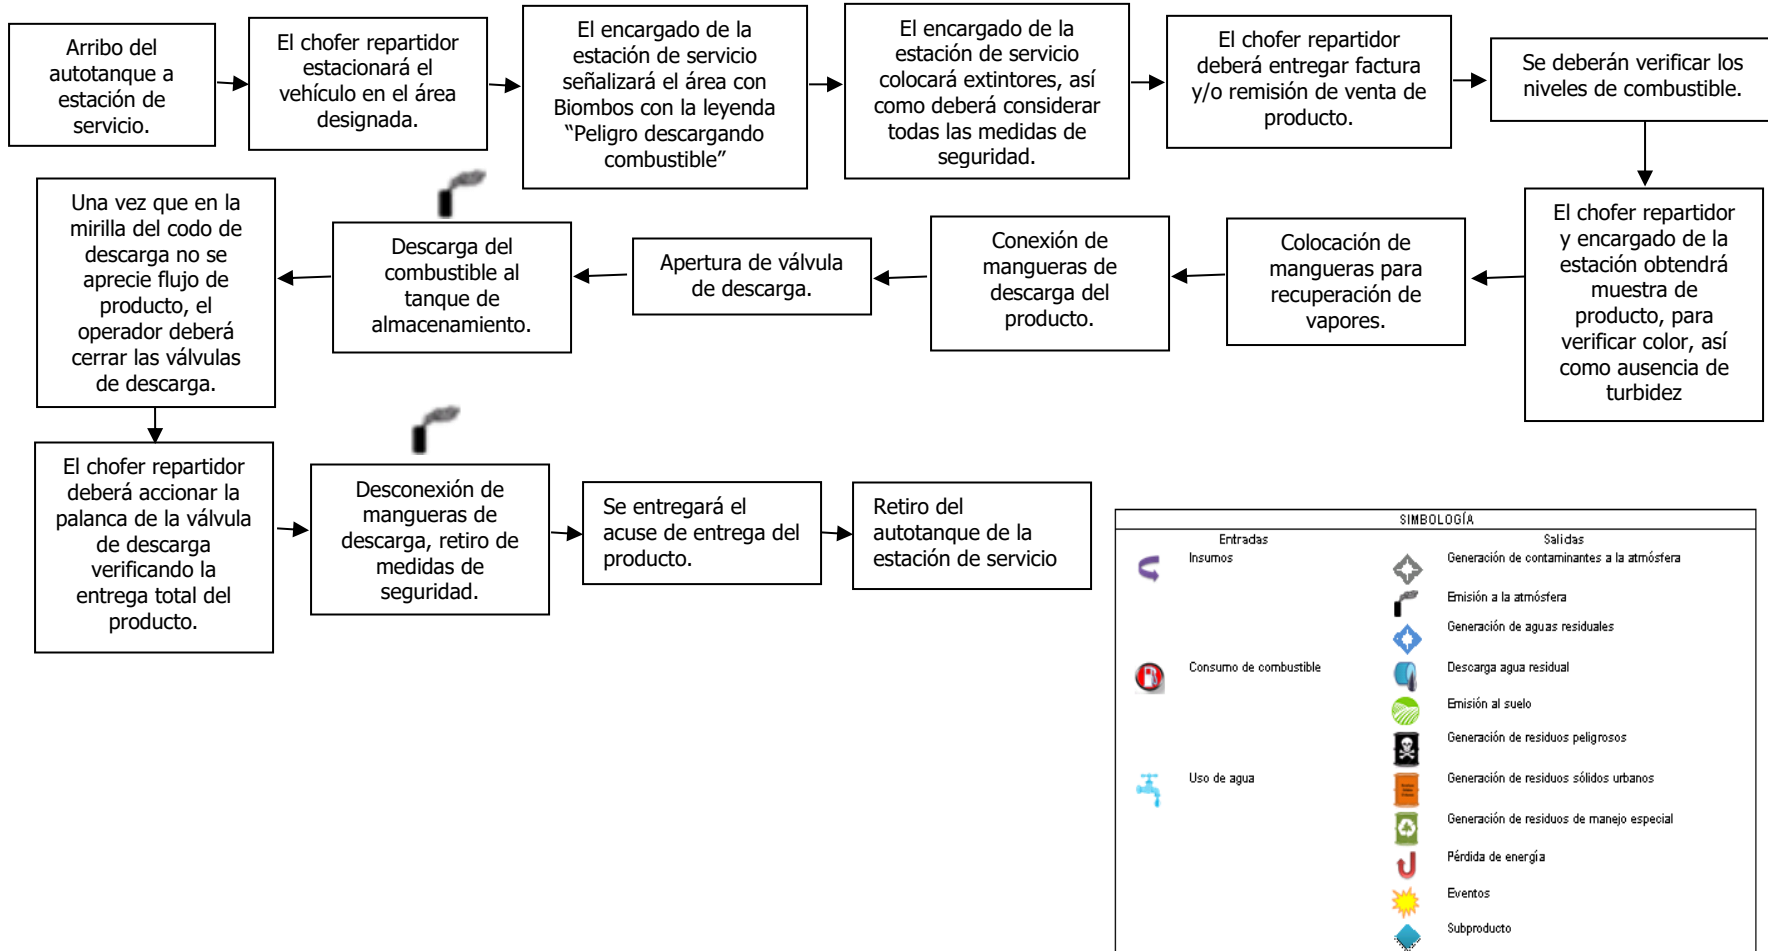 Arribo del
autotanque a
estación de
servicio.
El chofer repartidor
estacionará el
vehículo en el área
designada.
El encargado de la
estación de servicio
señalizará el área con
Biombos con la leyenda
“Peligro descargando
combustible”
El encargado de la
estación de servicio
colocará extintores, así
como deberá considerar
todas las medidas de
seguridad.
El chofer repartidor
deberá entregar factura
y/o remisión de venta de
producto.
Se deberán verificar los
niveles de combustible.
El chofer repartidor
y encargado de la
estación obtendrá
muestra de
producto, para
verificar color, así
como ausencia de
turbidez
Colocación de
mangueras para
recuperación de
vapores.
Conexión de
mangueras de
descarga del
producto.
Apertura de válvula
de descarga.
Descarga del
combustible al
tanque de
almacenamiento.
Una vez que en la
mirilla del codo de
descarga no se
aprecie flujo de
producto, el
operador deberá
cerrar las válvulas
de descarga.
El chofer repartidor
deberá accionar la
palanca de la válvula
de descarga
verificando la
entrega total del
producto.
Desconexión de
mangueras de
descarga, retiro de
medidas de
seguridad.
Se entregará el
acuse de entrega del
producto.
Retiro del
autotanque de la
estación de servicio
SIMBOLOGÍA
Entradas
Salidas
Insumos
Generación de contaminantes a la atmósfera
Emisión a la atmósfera
Generación de aguas residuales
Consumo de combustible
Descarga agua residual
Emisión al suelo
Generación de residuos peligrosos
Uso de agua
Generación de residuos sólidos urbanos
Generación de residuos de manejo especial
Pérdida de energía
Eventos
Subproducto